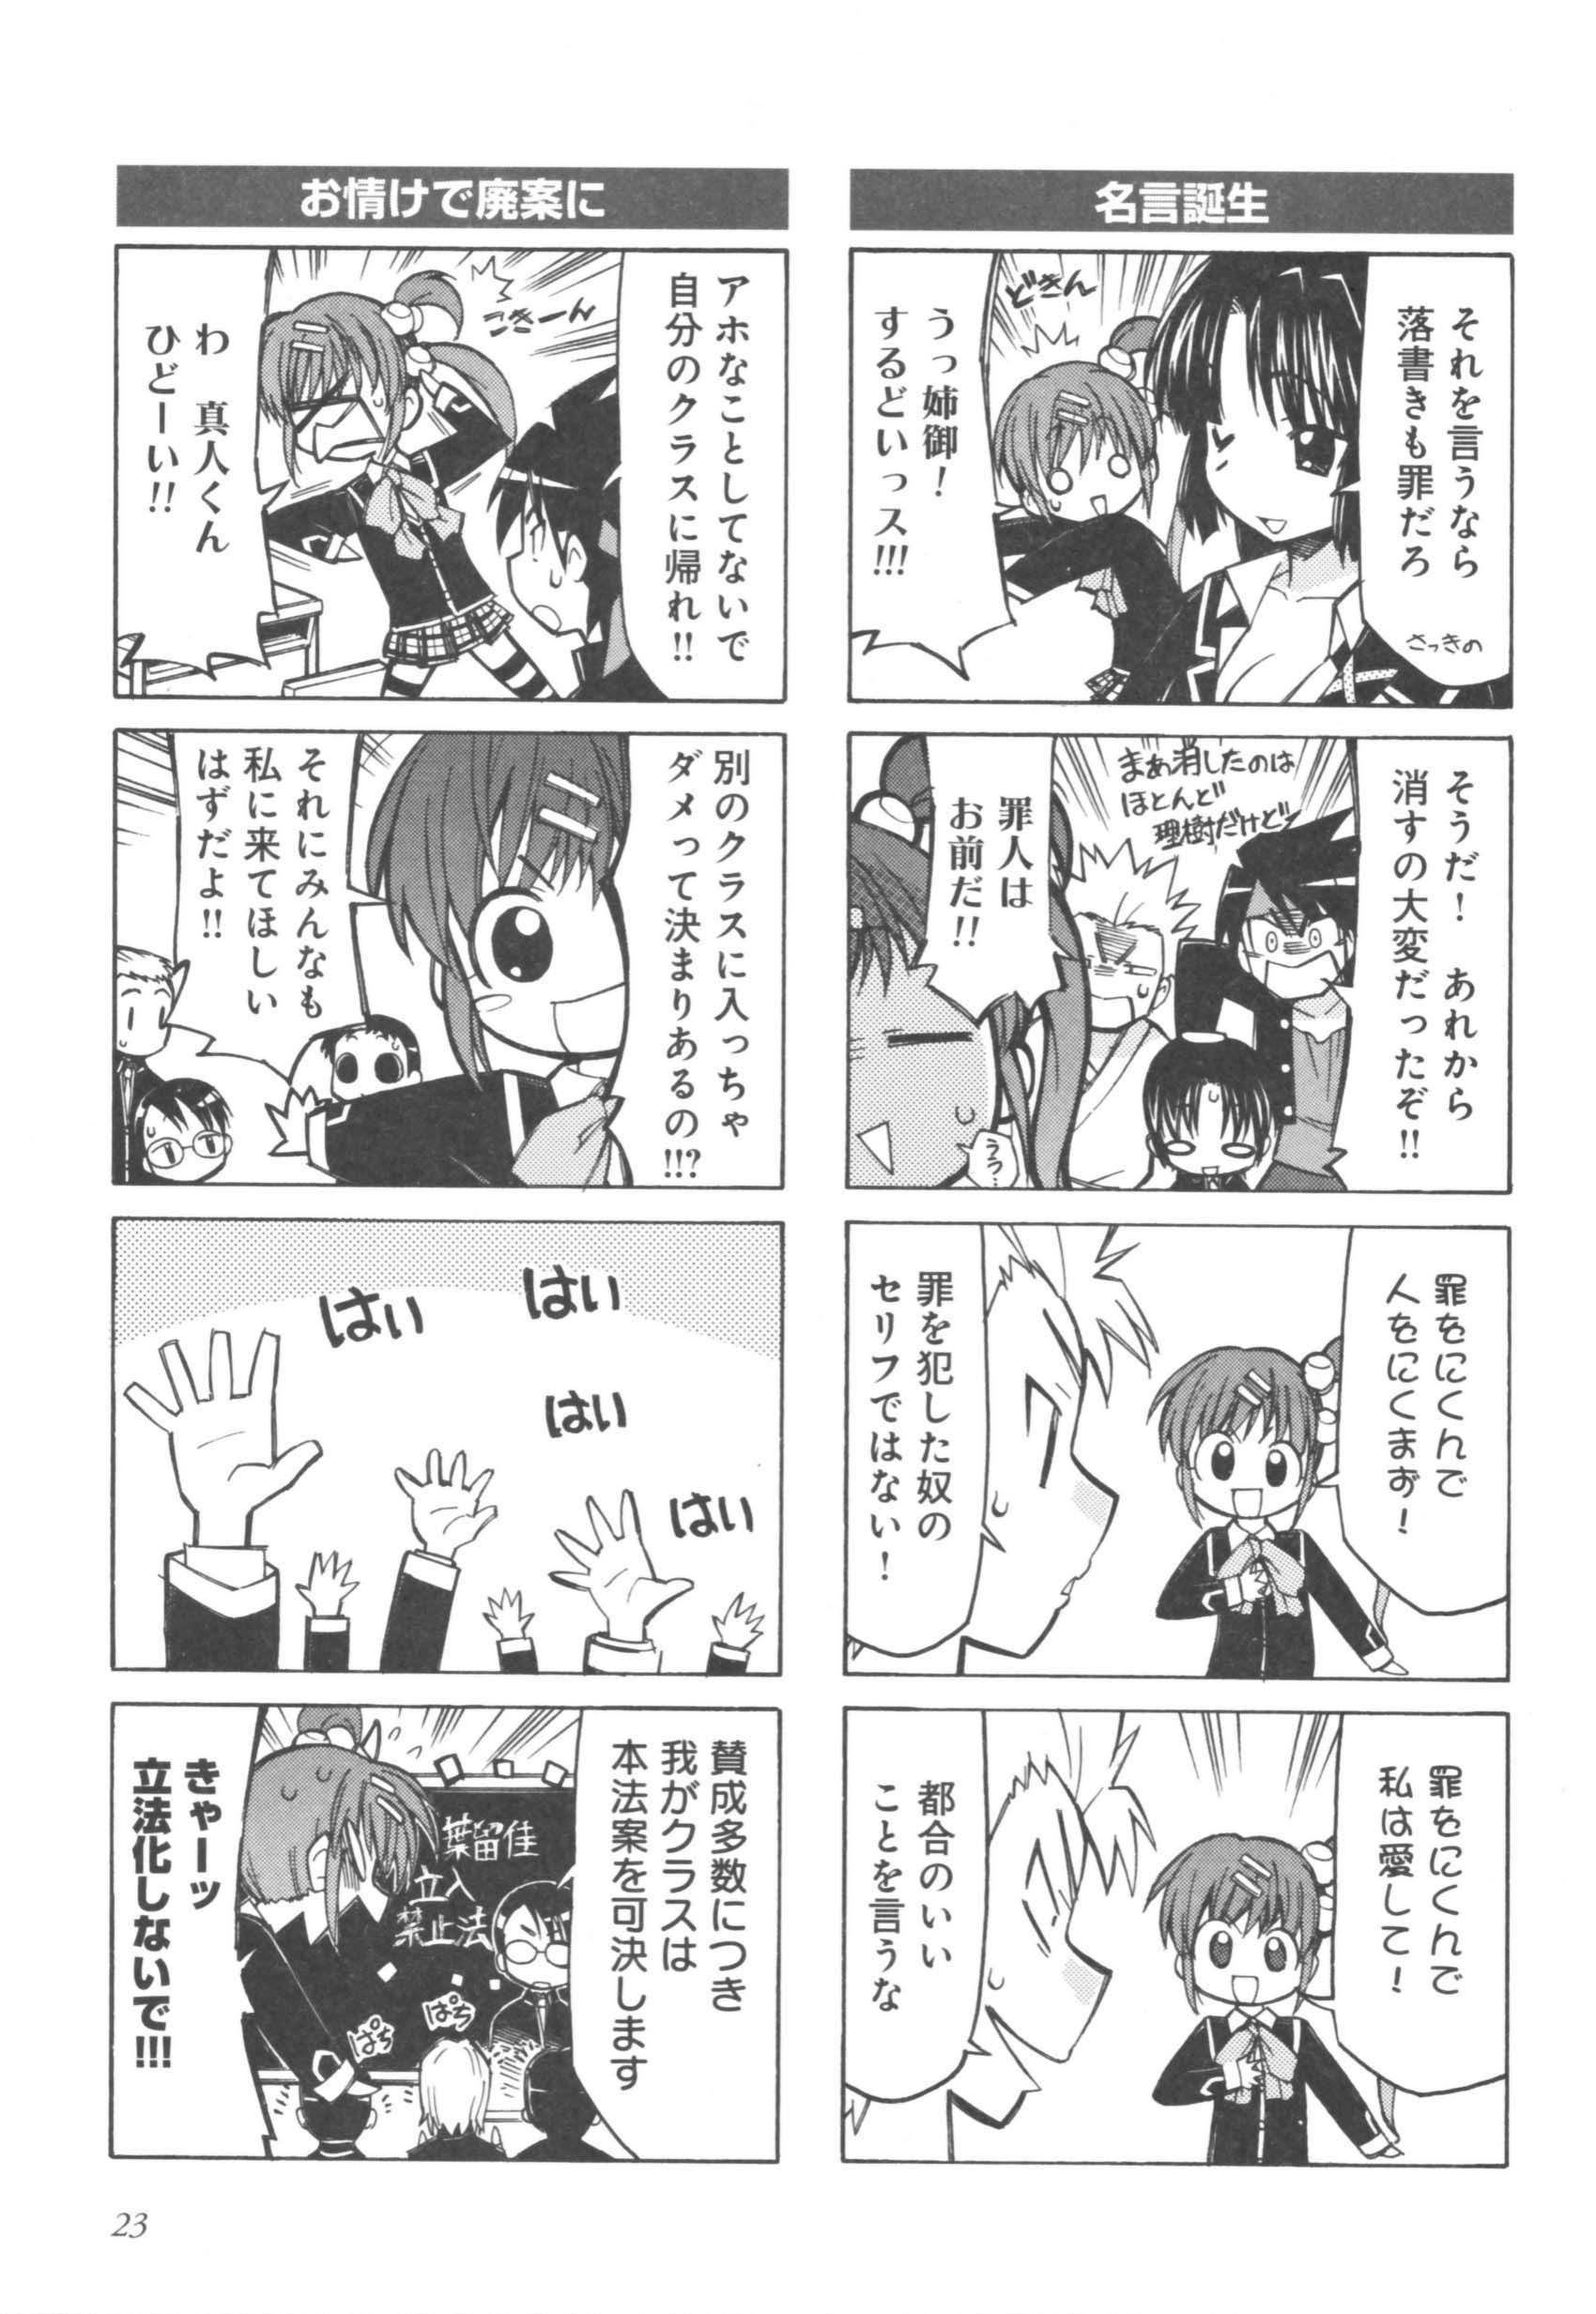 名言誕生
それを言うなら
落書きも罪だろ
さっきの
どきん
うっ姉御！
するどいっス!!!
そうだ！　あれから
消すの大変だったぞ!!
まあ消したのは
ほとんど
理樹だけど
罪人は
お前だ!!
うう…
罪をにくんで
人をにくまお！
罪を犯した奴の
セリフではない！
罪をにくんで
私は愛して！
都合のいい
ことを言うな
お情けで廃案に
アホなことしてないで
自分のクラスに帰れ!!
わ　真人くん
ひどーい!!
別のクラスに入っちゃ
ダメって決まりあるの!!?
それにみんなも
私に来てほしい
はずだよ!!
はい
はい
はい
はい
賛成多数につき
我がクラスは
本法案を可決します
葉留佳
立入
禁止法
ぱち
ぱち
きゃーッ
立法化しないで!!!
23